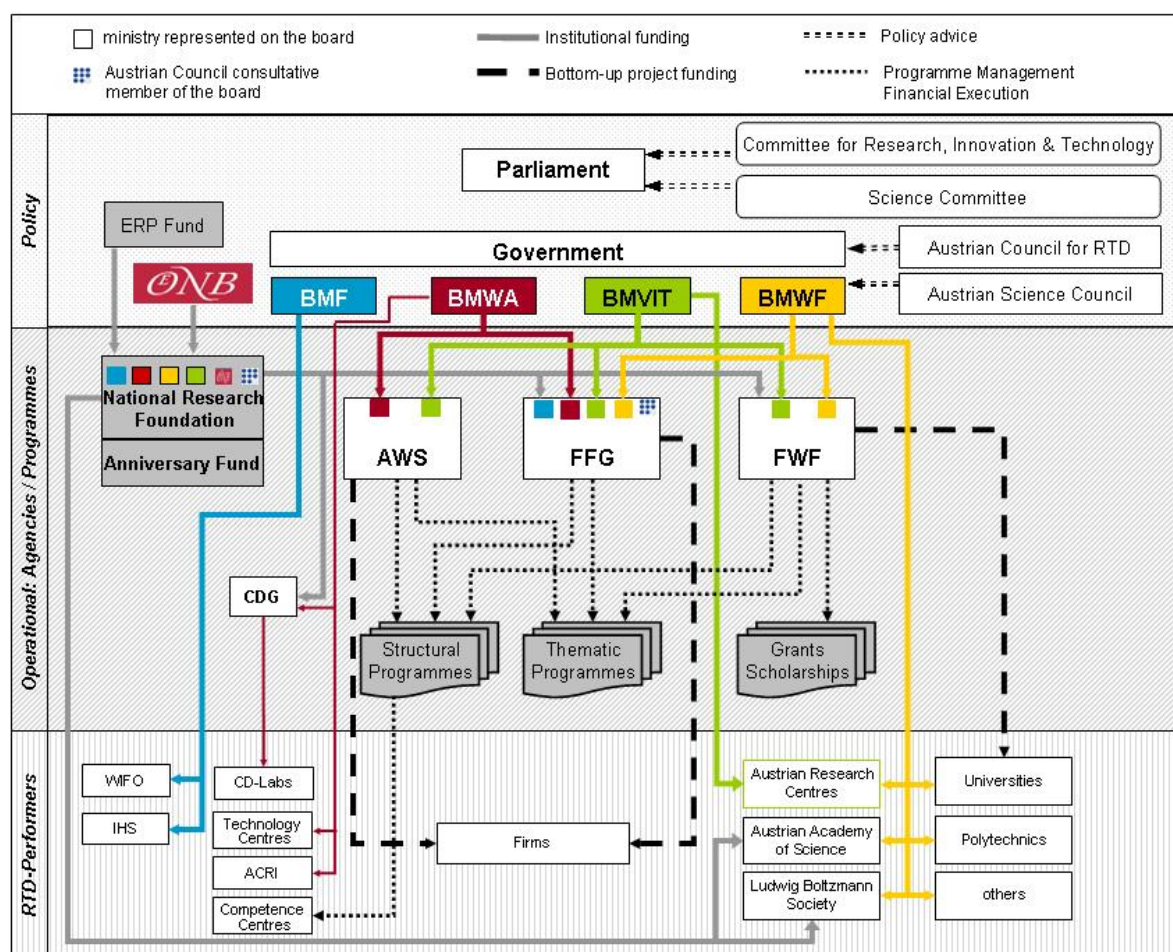 ministry represented on the board
Institutional funding
Policy advice
Austrian Council consultative
member of the board
Bottom-up project funding
Programme Management
Financial Execution
Policy
Committee for Research, Innovation & Technology
Parliament
Science Committee
ERP Fund
Government
Austrian Council for RTD
OeNB
BMF
BMWA
BMVIT
BMWF
Austrian Science Council
Operational: Agencies / Programmes
National Research
Foundation
Anniversary Fund
AWS
FFG
FWF
CDG
Structural
Programmes
Thematic
Programmes
Grants
Scholarships
RTD-Performers
WIFO
CD-Labs
Austrian Research
Centres
Universities
IHS
Technology
Centres
Firms
Austrian Academy
of Science
Polytechnics
ACRI
Ludwig Boltzmann
Society
others
Competence
Centres